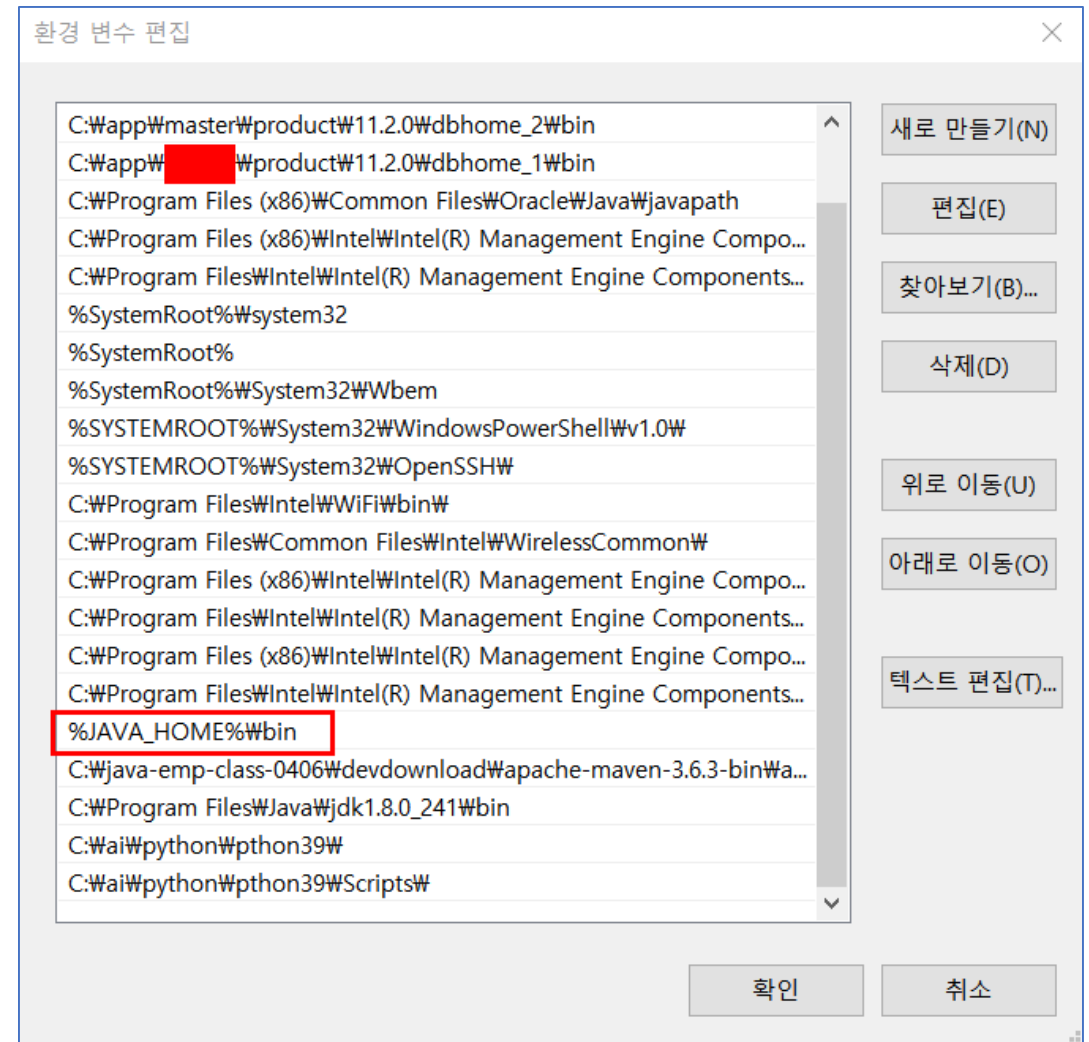 환경 변수 편집
C:₩app₩master₩product₩11.2.0₩dbhome_2₩bin
새로 만들기(N)
C:₩app₩ ₩product₩11.2.0₩dbhome_1₩bin
C:₩Program Files (x86)₩Common Files₩Oracle₩Java₩javapath
편집(E)
C:₩Program Files (x86)₩Intel₩Intel(R) Management Engine Compo...
C:₩Program Files₩Intel₩Intel(R) Management Engine Components...
찾아보기(B)...
%SystemRoot%₩system32
%SystemRoot%
삭제(D)
%SystemRoot%₩System32₩Wbem
%SYSTEMROOT%₩System32₩WindowsPowerShell₩v1.0₩
%SYSTEMROOT%₩System32₩OpenSSH₩
위로 이동(U)
C:₩Program Files₩Intel₩WiFi₩bin₩
C:₩Program Files₩Common Files₩Intel₩WirelessCommon₩
아래로 이동(O)
C:₩Program Files (x86)₩Intel₩Intel(R) Management Engine Compo...
C:₩Program Files₩Intel₩Intel(R) Management Engine Components...
C:₩Program Files (x86)₩Intel₩Intel(R) Management Engine Compo...
C:₩Program Files₩Intel₩Intel(R) Management Engine Components...
텍스트 편집(T)...
%JAVA_HOME%₩bin
C:₩java-emp-class-0406₩devdownload₩apache-maven-3.6.3-bin₩a...
C:₩Program Files₩Java₩jdk1.8.0_241₩bin
C:₩ai₩python₩pthon39₩
C:₩ai₩python₩pthon39₩Scripts₩
확인
취소